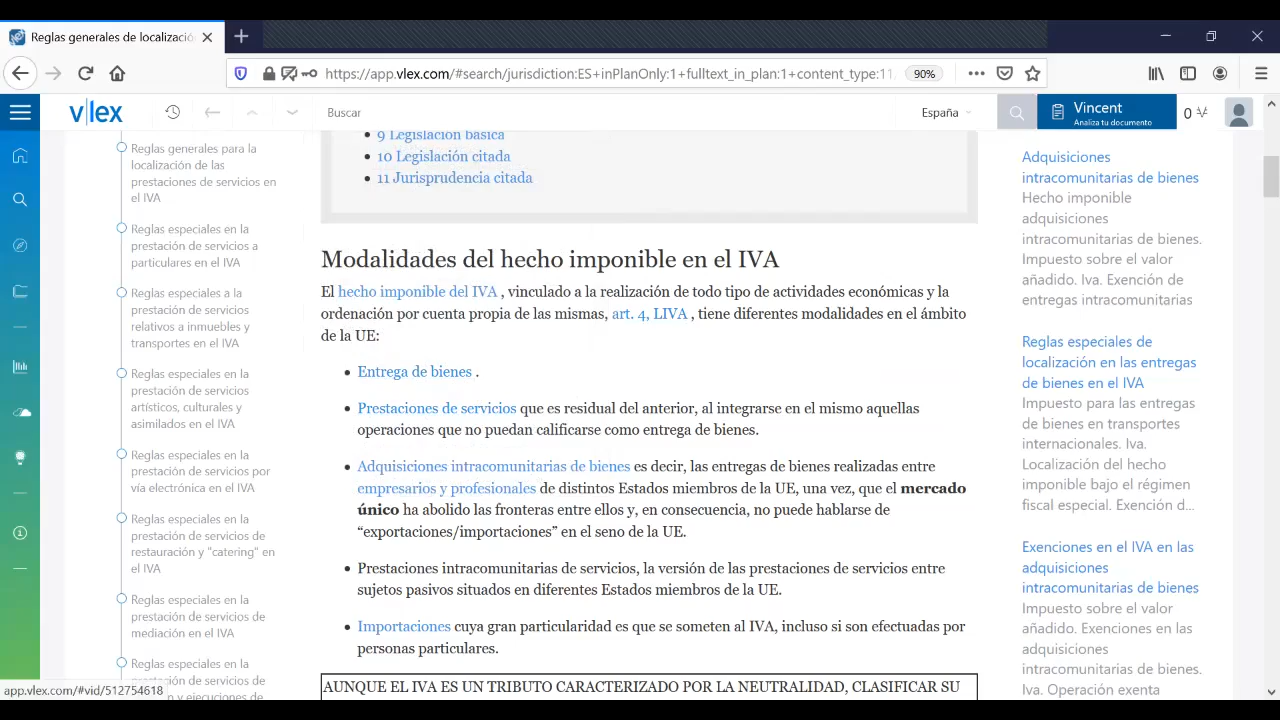 Reglas generales de localizació
https://app.vlex.com/#search/jurisdiction:ES+inPlanOnly:1+fulltext_in_plan:1+content_type:11.
90%
v|lex
Buscar
España
Vincent
Analiza tu documento
0
Reglas generales para la
localización de las
prestaciones de servicios en
el IVA
Reglas especiales en la
prestación de servicios a
particulares en el IVA
Reglas especiales a la
prestación de servicios
relativos a inmuebles y
transportes en el IVA
Reglas especiales en la
prestación de servicios
artísticos, culturales y
asimilados en el IVA
Reglas especiales en la
prestación de servicios por
vía electrónica en el IVA
Reglas especiales en la
prestación de servicios de
restauración y "catering" en
el IVA
Reglas especiales en la
prestación de servicios de
mediación en el IVA
Reglas especiales en la
n y ejecuciones de
app.vlex.com/#vid/512754618
9 Legislación básica
10 Legislación citada
11 Jurisprudencia citada
Modalidades del hecho imponible en el IVA
El hecho imponible del IVA , vinculado a la realización de todo tipo de actividades económicas y la
ordenación por cuenta propia de las mismas, art. 4, LIVA , tiene diferentes modalidades en el ámbito
de la UE:
Entrega de bienes .
Prestaciones de servicios que es residual del anterior, al integrarse en el mismo aquellas
operaciones que no puedan calificarse como entrega de bienes.
Adquisiciones intracomunitarias de bienes es decir, las entregas de bienes realizadas entre
empresarios y profesionales de distintos Estados miembros de la UE, una vez, que el mercado
único ha abolido las fronteras entre ellos y, en consecuencia, no puede hablarse de
“exportaciones/importaciones” en el seno de la UE.
Prestaciones intracomunitarias de servicios, la versión de las prestaciones de servicios entre
sujetos pasivos situados en diferentes Estados miembros de la UE.
Importaciones cuya gran particularidad es que se someten al IVA, incluso si son efectuadas por
personas particulares.
AUNQUE EL IVA ES UN TRIBUTO CARACTERIZADO POR LA NEUTRALIDAD, CLASIFICAR SU
Adquisiciones
intracomunitarias de bienes
Hecho imponible
adquisiciones
intracomunitarias de bienes.
Impuesto sobre el valor
añadido. Iva. Exención de
entregas intracomunitarias
Reglas especiales de
localización en las entregas
de bienes en el IVA
Impuesto para las entregas
de bienes en transportes
internacionales. Iva.
Localización del hecho
imponible bajo el régimen
fiscal especial. Exención d...
Exenciones en el IVA en las
adquisiciones
intracomunitarias de bienes
Impuesto sobre el valor
añadido. Exenciones en las
adquisiciones
intracomunitarias de bienes.
Iva. Operación exenta